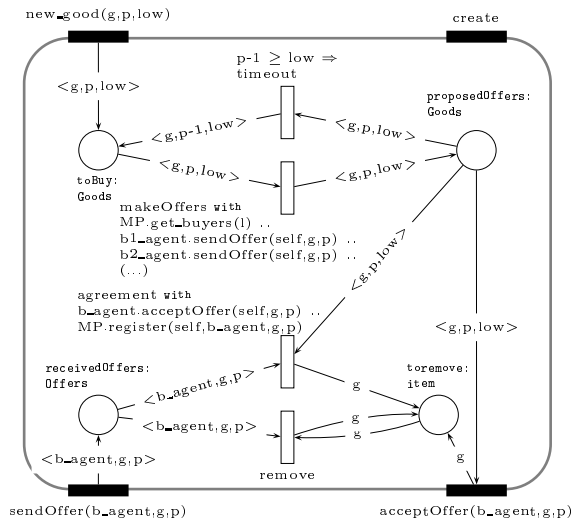 new_good(g,p,low)
create
p-1 ≥ low ⇒
timeout
<g,p,low>
proposedOffers:
Goods
<g,p-1,low>
<g,p,low>
<g,p,low>
<g,p,low>
toBuy:
Goods
makeOffers with
MP.get_buyers(l) ..
b1_agent.sendOffer(self,g,p) ..
b2_agent.sendOffer(self,g,p) ..
(...)
<g,p,low>
agreement with
b_agent.acceptOffer(self,g,p) ..
MP.register(self,b_agent,g,p)
<g,p,low>
receivedOffers:
Offers
toremove:
item
<b_agent,g,p>
g
<b_agent,g,p>
g
g
<b_agent,g,p>
g
remove
sendOffer(b_agent,g,p)
acceptOffer(b_agent,g,p)